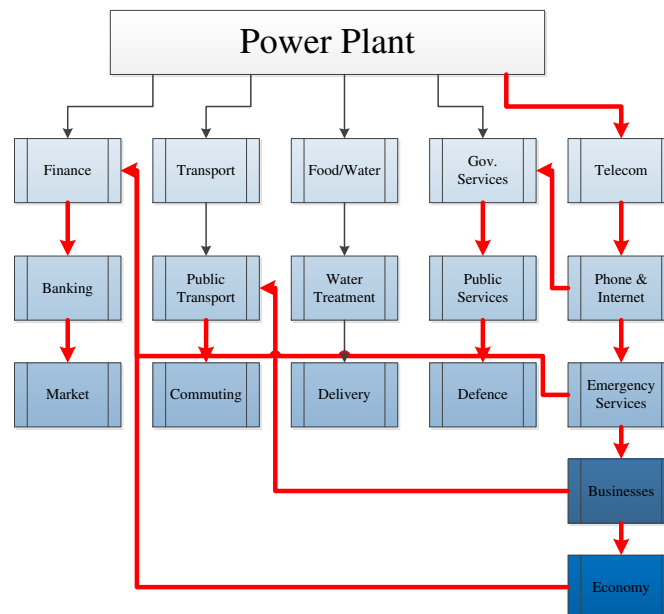 Power Plant
Finance
Transport
Food/Water
Gov.
Services
Telecom
Banking
Public
Transport
Water
Treatment
Public
Services
Phone &
Internet
Market
Commuting
Delivery
Defence
Emergency
Services
Businesses
Economy